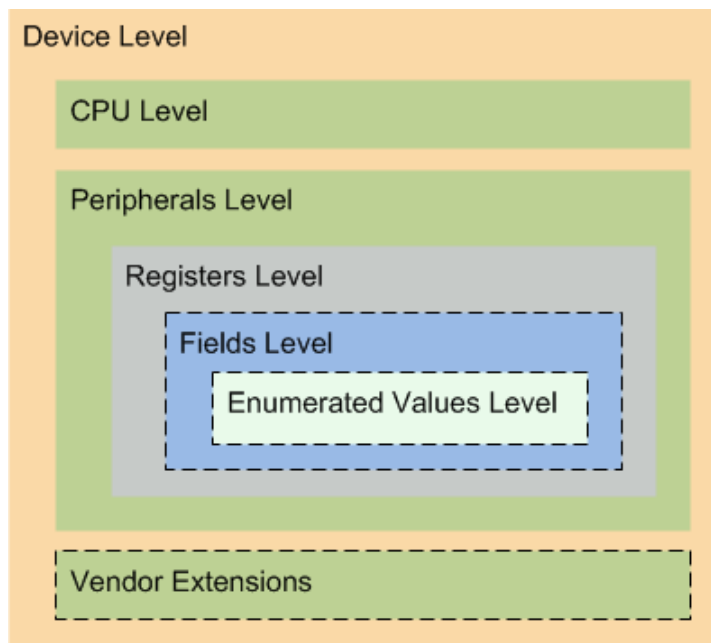 Device Level
CPU Level
Peripherals Level
Registers Level
Fields Level
Enumerated Values Level
Vendor Extensions